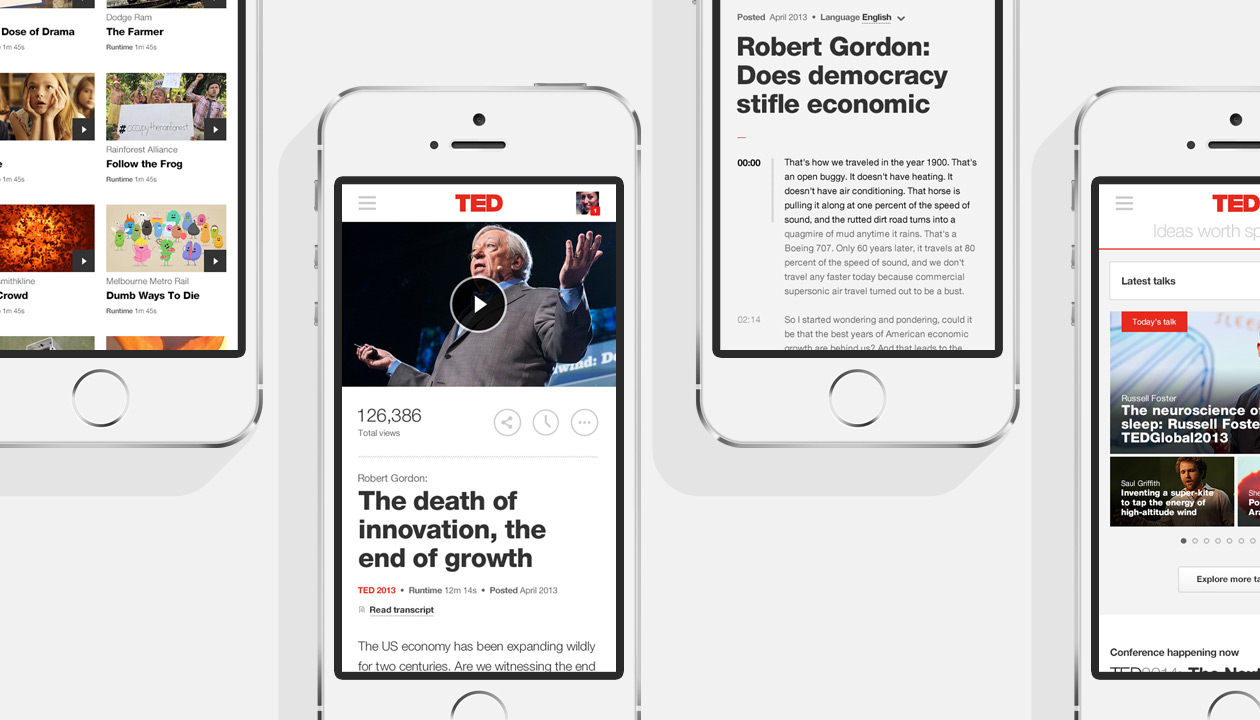 Dodge Ram
Dose of Drama
The Farmer
1m 45s
Runtime 1m 45s
#occupytherainforest
Rainforest Alliance
Follow the Frog
Runtime 1m 45s
1m 45s
smithkline
Melbourne Metro Rail
Crowd
Dumb Ways To Die
1m 45s
Runtime 1m 45s
TED
1
wind: De
126,386
Total views
Robert Gordon:
The death of
innovation, the
end of growth
TED 2013 • Runtime 12m 14s • Posted April 2013
Read transcript
The US economy has been expanding wildly
for two centuries. Are we witnessing the end
Posted April 2013 • Language English
Robert Gordon:
Does democracy
stifle economic
00:00
That's how we traveled in the year 1900. That's
an open buggy. It doesn't have heating. It
doesn't have air conditioning. That horse is
pulling it along at one percent of the speed of
sound, and the rutted dirt road turns into a
quagmire of mud anytime it rains. That's a
Boeing 707. Only 60 years later, it travels at 80
percent of the speed of sound, and we don't
travel any faster today because commercial
supersonic air travel turned out to be a bust.
02:14
So I started wondering and pondering, could it
be that the best years of American economic
growth are behind us? And that leads to the
TED
Ideas worth sp
Latest talks
Today's talk
SLEE
Russell Foster
The neuroscience o
sleep: Russell Foste
TEDGlobal2013
Saul Griffith
Inventing a super-kite
to tap the energy of
high-altitude wind
She
Po
Ara
Explore more ta
Conference happening now
TED2014: The Next